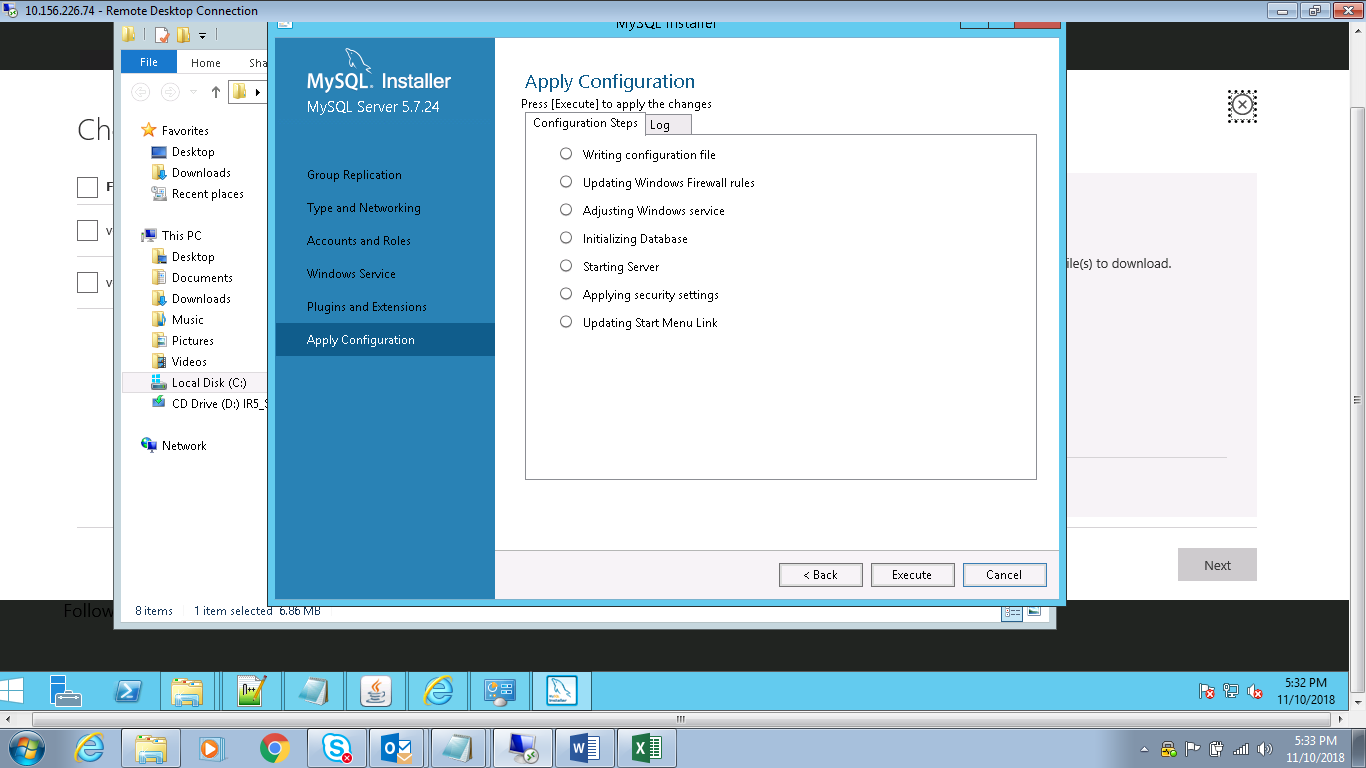 10.156.226.74 - Remote Desktop Connection
MySQL Installer
File
Home
Sha
MySQL. Installer
MySQL Server 5.7.24
Group Replication
Type and Networking
Accounts and Roles
Windows Service
Plugins and Extensions
Apply Configuration
Apply Configuration
Press [Execute] to apply the changes
Configuration Steps
Log
Writing configuration file
Updating Windows Firewall rules
Adjusting Windows service
Initializing Database
Starting Server
Applying security settings
Updating Start Menu Link
< Back
Execute
Cancel
Ch
F
v
v
Favorites
Desktop
Downloads
Recent places
This PC
Desktop
Documents
Downloads
Music
Pictures
Videos
Local Disk (C:)
CD Drive (D:) IR5_S
Network
ile(s) to download.
Next
8 items
1 item selected 6.86 MB
Follow
5:32 PM
11/10/2018
5:33 PM
11/10/2018